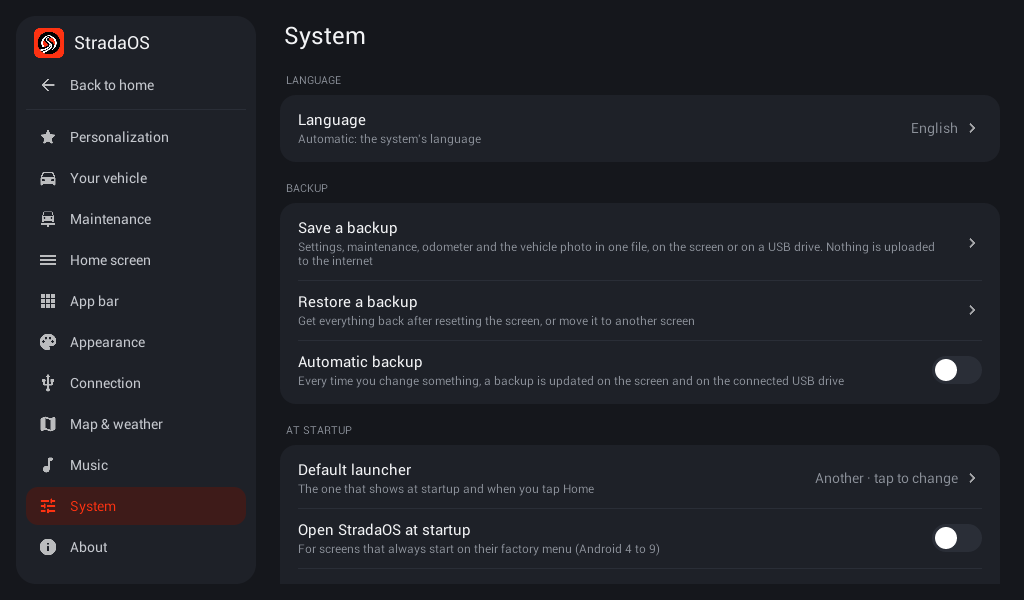 StradaOS
Back to home
Personalization
Your vehicle
Maintenance
Home screen
App bar
Appearance
Connection
Map & weather
Music
System
About
System
LANGUAGE
Language
Automatic: the system's language
English
BACKUP
Save a backup
Settings, maintenance, odometer and the vehicle photo in one file, on the screen or on a USB drive. Nothing is uploaded
to the internet
Restore a backup
Get everything back after resetting the screen, or move it to another screen
Automatic backup
Every time you change something, a backup is updated on the screen and on the connected USB drive
AT STARTUP
Default launcher
The one that shows at startup and when you tap Home
Another · tap to change
Open StradaOS at startup
For screens that always start on their factory menu (Android 4 to 9)